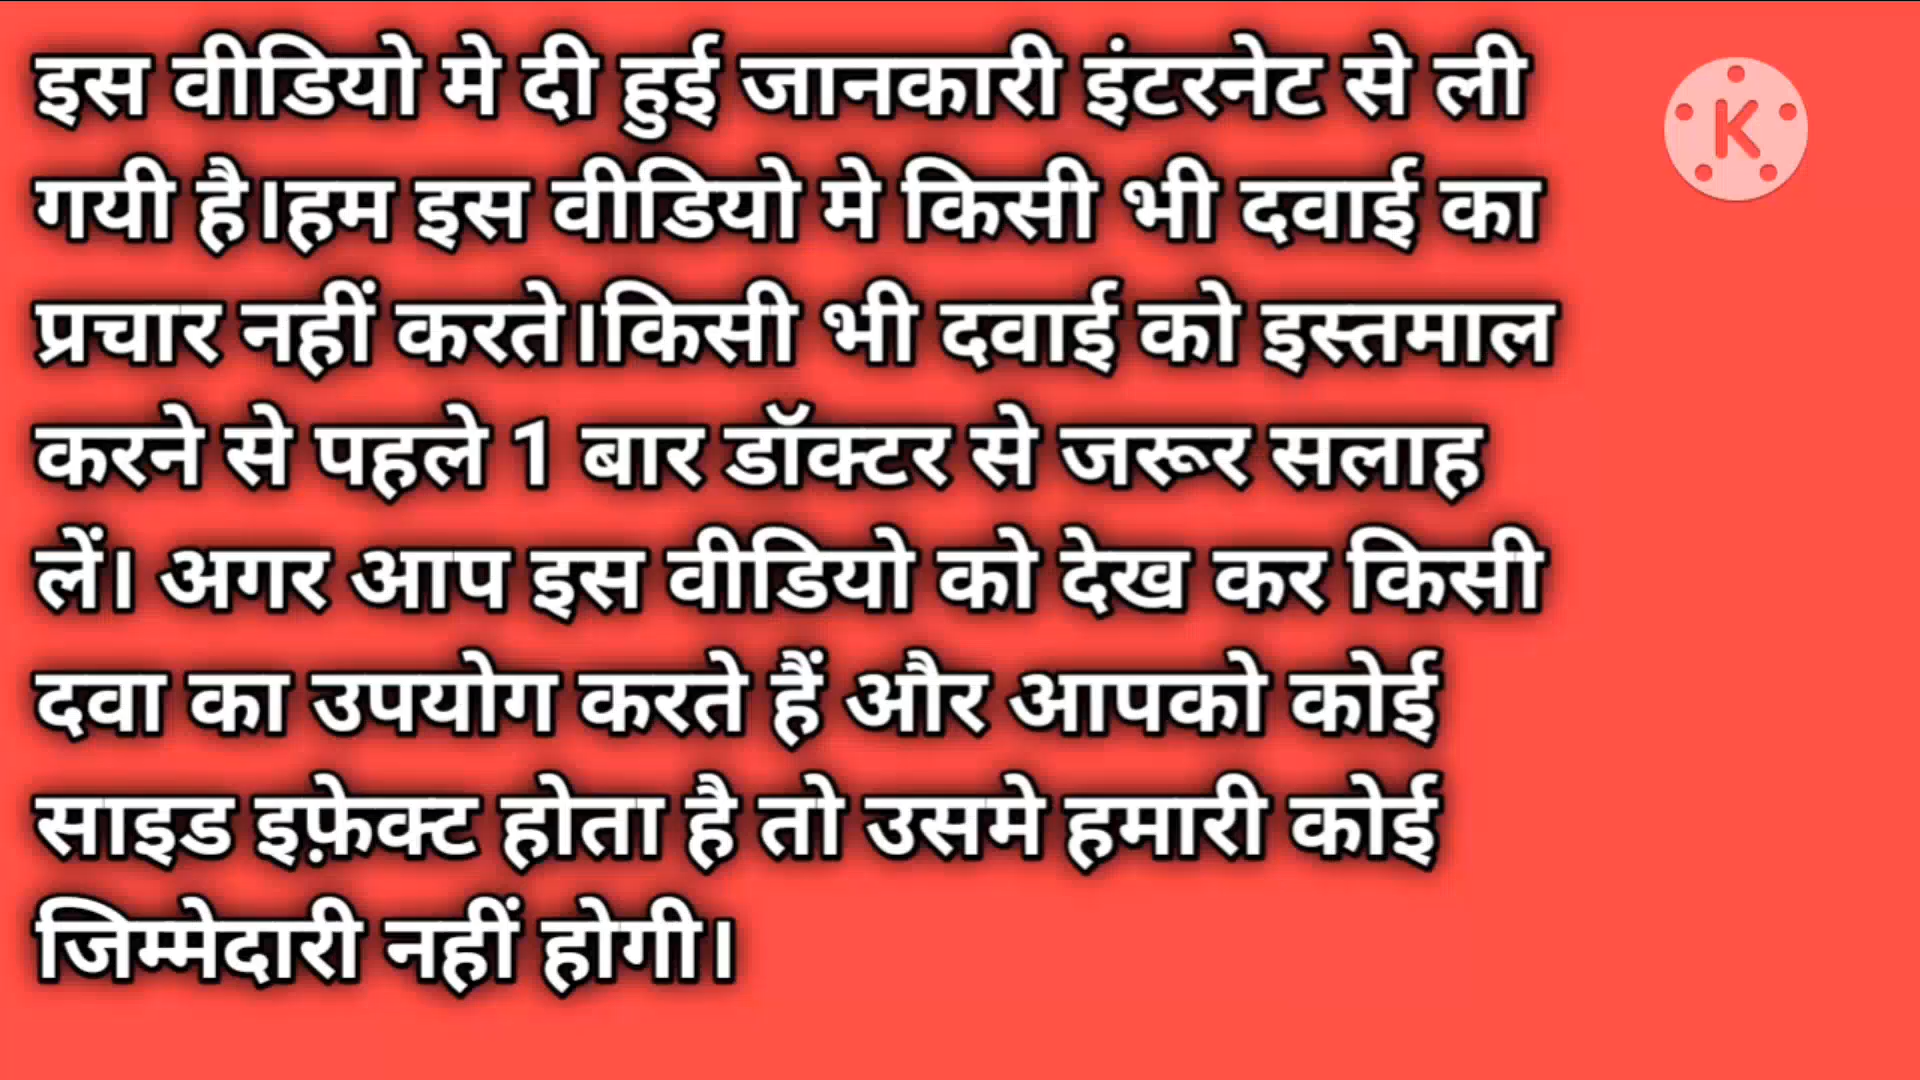 इस वीडियो मे दी हुई जानकारी इंटरनेट से ली
गयी है।हम इस वीडियो मे किसी भी दवाई का
प्रचार नहीं करते।किसी भी दवाई को इस्तमाल
करने से पहले 1 बार डॉक्टर से जरूर सलाह
लें। अगर आप इस वीडियो को देख कर किसी
दवा का उपयोग करते हैं और आपको कोई
साइड इफ़ेक्ट होता है तो उसमे हमारी कोई
जिम्मेदारी नहीं होगी।
K